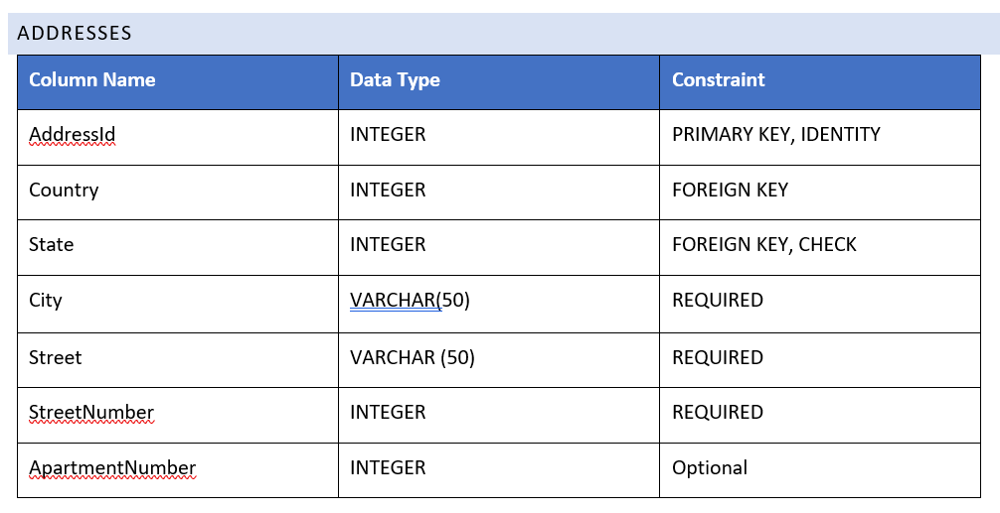 ADDRESSES
Column Name Data Type Constraint
AddressId INTEGER PRIMARY KEY, IDENTITY
Country INTEGER FOREIGN KEY
State INTEGER FOREIGN KEY, CHECK
City VARCHAR(50) REQUIRED
Street VARCHAR (50) REQUIRED
StreetNumber INTEGER REQUIRED
ApartmentNumber INTEGER Optional